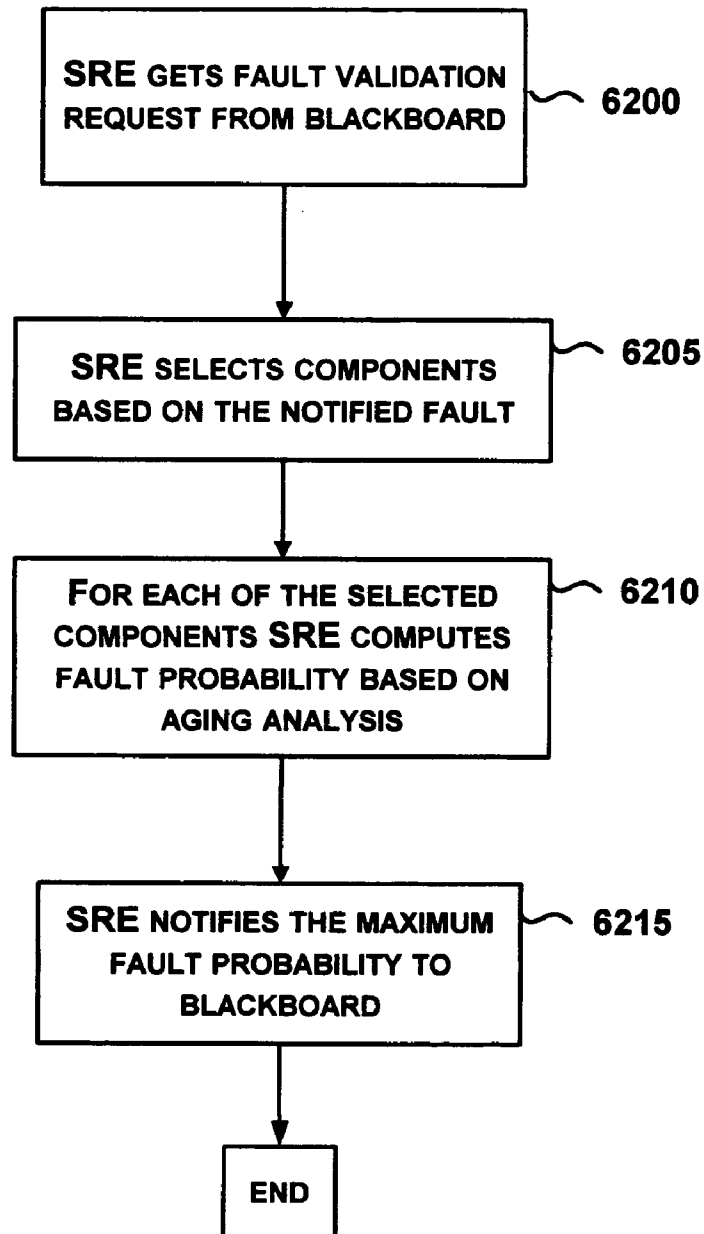 SRE GETS FAULT VALIDATION
REQUEST FROM BLACKBOARD
6200
SRE SELECTS COMPONENTS
BASED ON THE NOTIFIED FAULT
6205
FOR EACH OF THE SELECTED
COMPONENTS SRE COMPUTES
FAULT PROBABILITY BASED ON
AGING ANALYSIS
6210
SRE NOTIFIES THE MAXIMUM
FAULT PROBABILITY TO
BLACKBOARD
6215
END